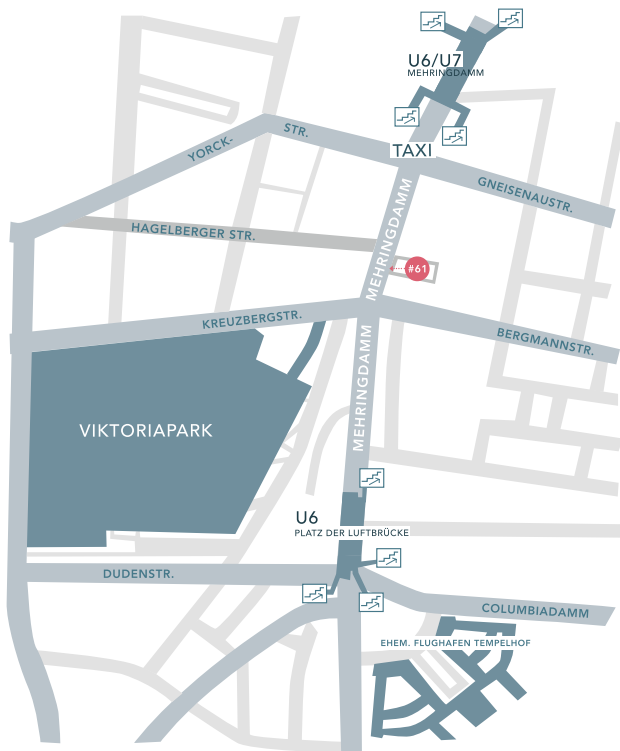 U6/U7
MEHRINGDAMM
YORCK-
STR.
TAXI
GNEISENAUSTR.
HAGELBERGER STR.
MEHRINGDAMM
#61
KREUZBERGSTR.
BERGMANNSTR.
MEHRINGDAMM
VIKTORIAPARK
U6
PLATZ DER LUFTBRÜCKE
DUDENSTR.
COLUMBIADAMM
EHEM. FLUGHAFEN TEMPELHOF